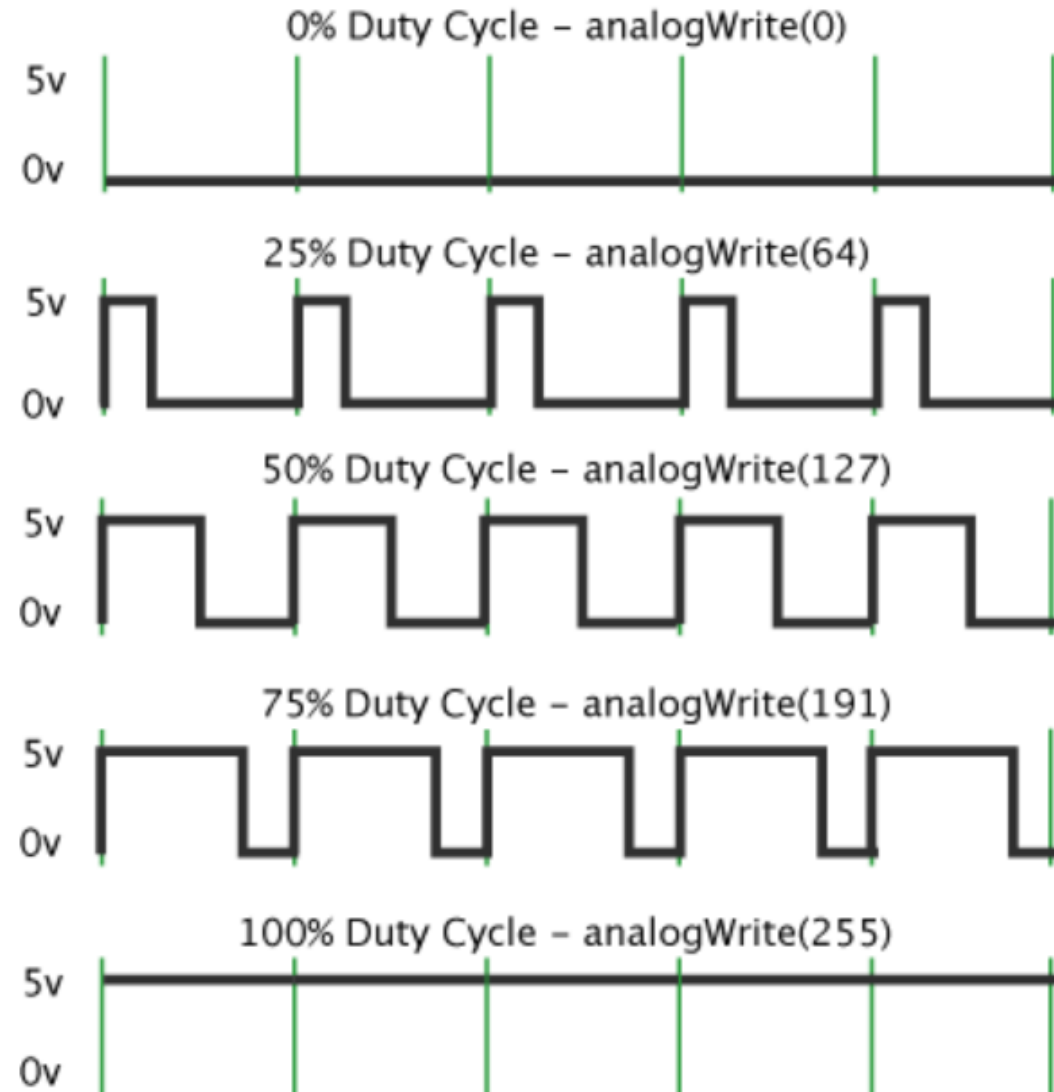 0% Duty Cycle – analogWrite(0)
5v
0v
25% Duty Cycle – analogWrite(64)
5v
0v
50% Duty Cycle – analogWrite(127)
5v
0v
75% Duty Cycle – analogWrite(191)
5v
0v
100% Duty Cycle – analogWrite(255)
5v
0v